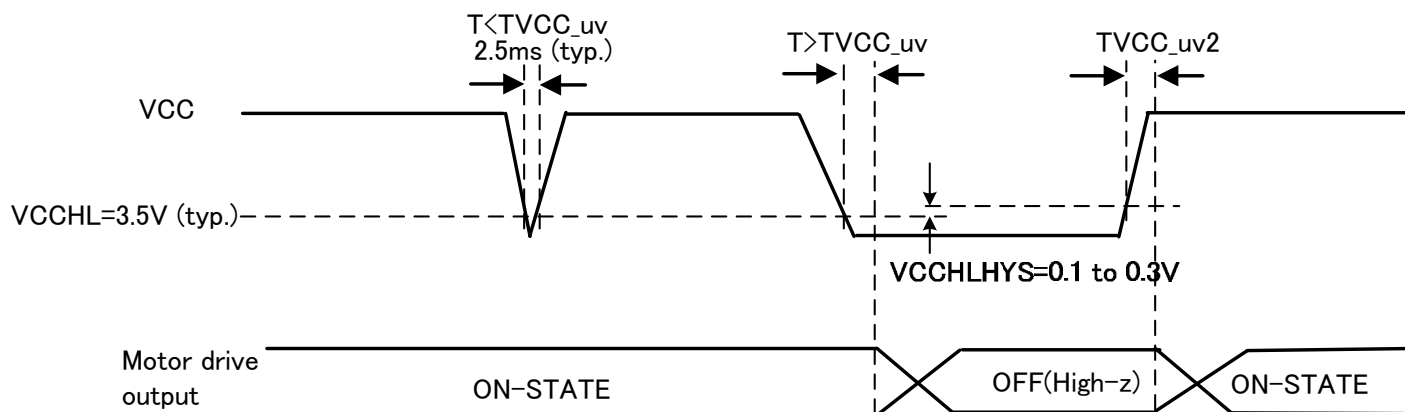 T<TVCC_uv
2.5ms (typ.)
T>TVCC_uv
TVCC_uv2
VCC
VCCHL=3.5V (typ.)
VCCHLHYS=0.1 to 0.3V
Motor drive
output
ON-STATE
OFF(High-z)
ON-STATE